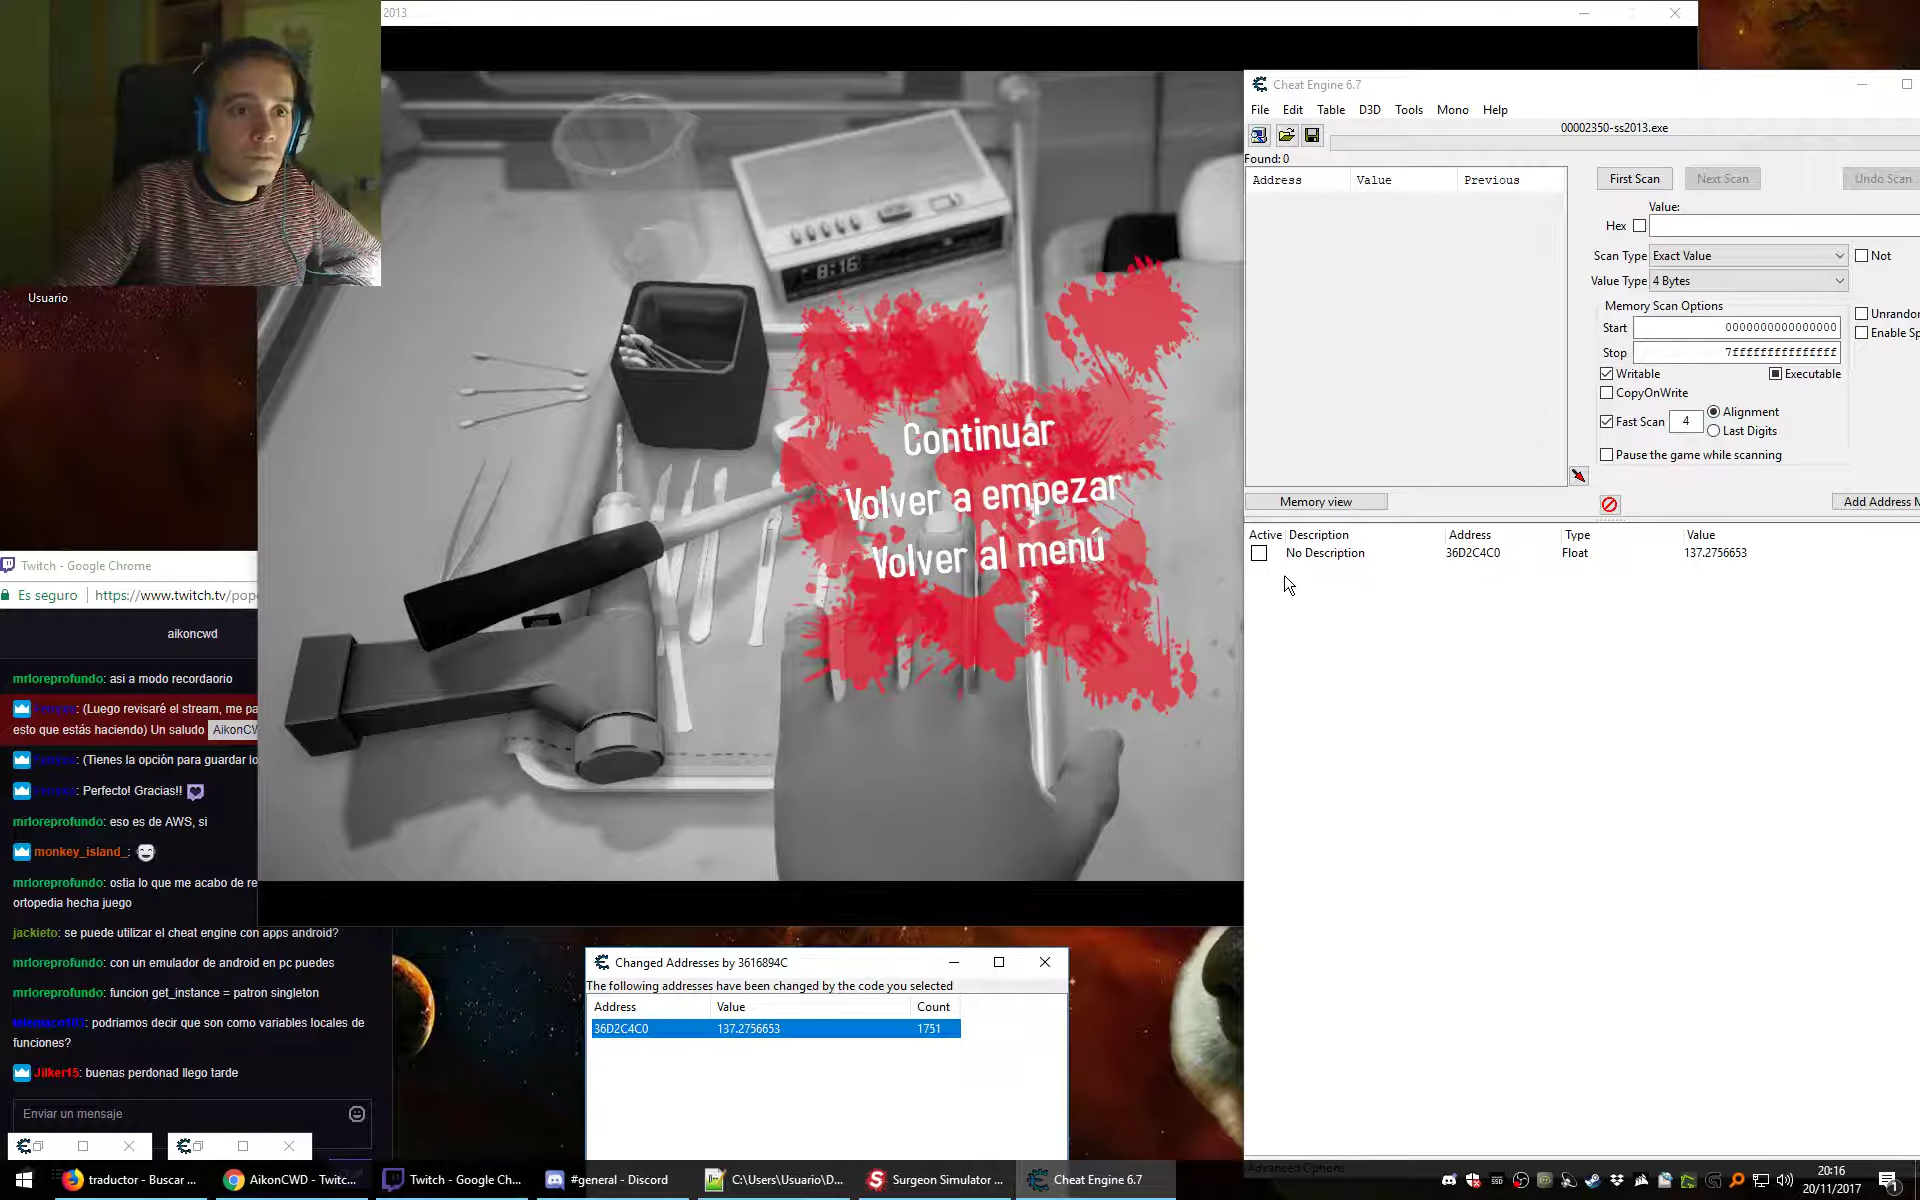 2013
Usuario
8:16
Continuar
Volver a empezar
Volver al menú
Cheat Engine 6.7
File Edit Table D3D Tools Mono Help
00002350-ss2013.exe
Found: 0
Address Value Previous
First Scan Next Scan Undo Scan
Value:
Hex
Scan Type Exact Value Not
Value Type 4 Bytes
Memory Scan Options
Start 0000000000000000
Stop 7fffffffffffffff
Unrandor
Enable Sp
Writable Executable
CopyOnWrite
Fast Scan 4 Alignment
Last Digits
Pause the game while scanning
Memory view Add Address M
Active Description Address Type Value
No Description 36D2C4C0 Float 137.2756653
Advanced Options
Twitch - Google Chrome
Es seguro https://www.twitch.tv/pop
aikoncwd
mrloreprofundo: asi a modo recordaorio
(Luego revisaré el stream, me pa
esto que estás haciendo) Un saludo AikonCW
(Tienes la opción para guardar lo
Perfecto! Gracias!!
mrloreprofundo: eso es de AWS, si
monkey_island_:
mrloreprofundo: ostia lo que me acabo de re
ortopedia hecha juego
jackieto: se puede utilizar el cheat engine con apps android?
mrloreprofundo: con un emulador de android en pc puedes
mrloreprofundo: funcion get_instance = patron singleton
podriamos decir que son como variables locales de
funciones?
Jilker15: buenas perdonad llego tarde
Enviar un mensaje
Changed Addresses by 3616894C
The following addresses have been changed by the code you selected
Address Value Count
36D2C4C0 137.2756653 1751
traductor - Buscar ...
AikonCWD - Twitc...
Twitch - Google Ch...
#general - Discord
C:\Users\Usuario\D...
Surgeon Simulator ...
Cheat Engine 6.7
20:16
20/11/2017